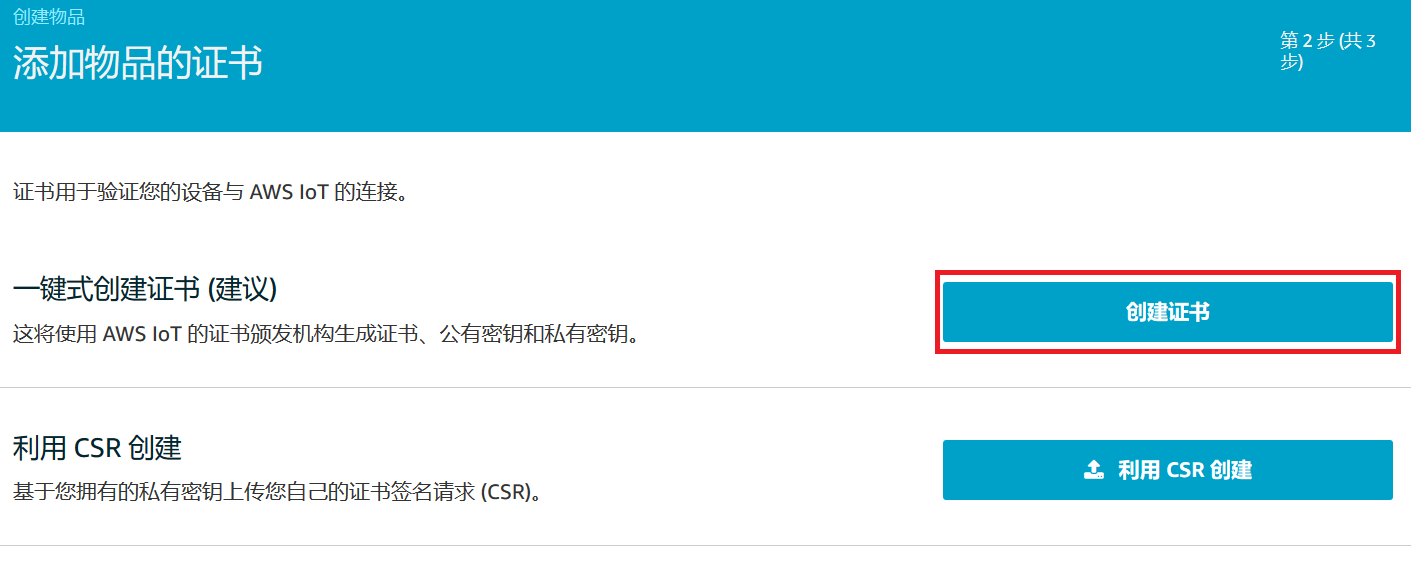 创建物品
添加物品的证书
第 2 步 (共 3
步)
证书用于验证您的设备与 AWS IoT 的连接。
一键式创建证书 (建议)
这将使用 AWS IoT 的证书颁发机构生成证书、公有密钥和私有密钥。
创建证书
利用 CSR 创建
基于您拥有的私有密钥上传您自己的证书签名请求 (CSR)。
利用 CSR 创建